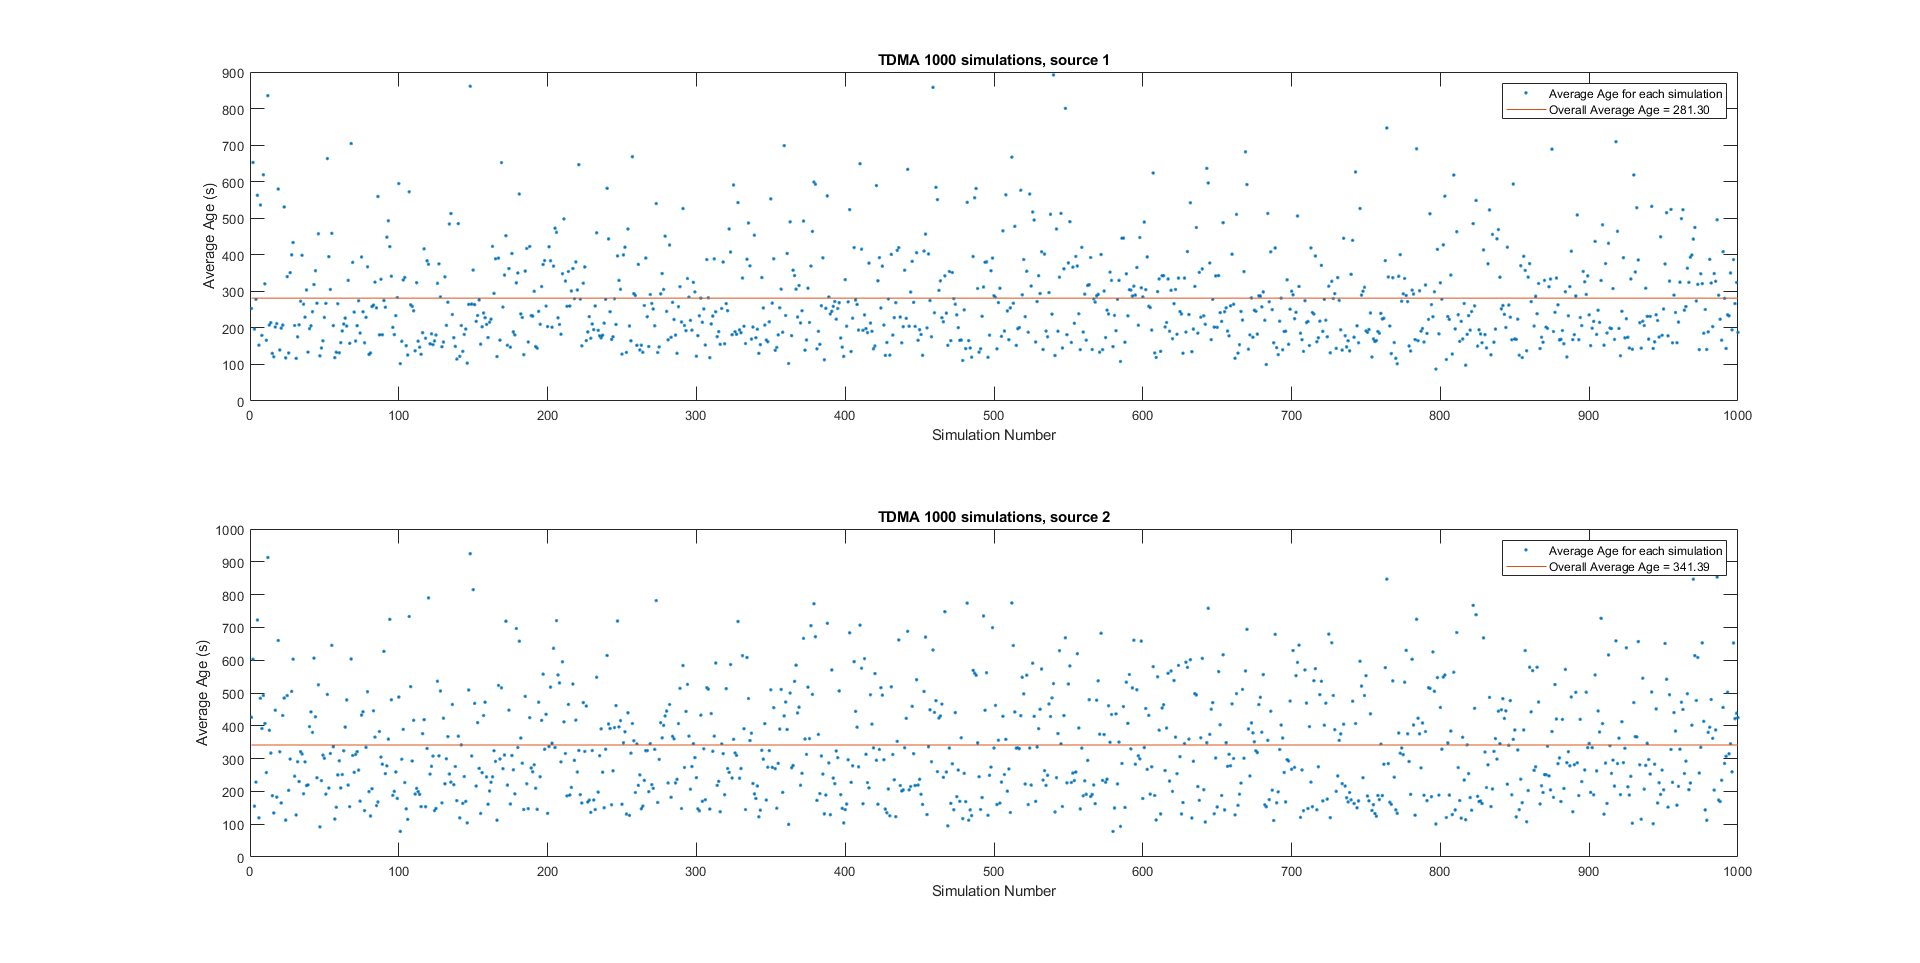 TDMA 1000 simulations, source 1
900
800
700
600
500
400
300
200
100
0
Average Age (s)
Average Age for each simulation
Overall Average Age = 281.30
0 100 200 300 400 500 600 700 800 900 1000
Simulation Number
TDMA 1000 simulations, source 2
1000
900
800
700
600
500
400
300
200
100
0
Average Age (s)
Average Age for each simulation
Overall Average Age = 341.39
0 100 200 300 400 500 600 700 800 900 1000
Simulation Number